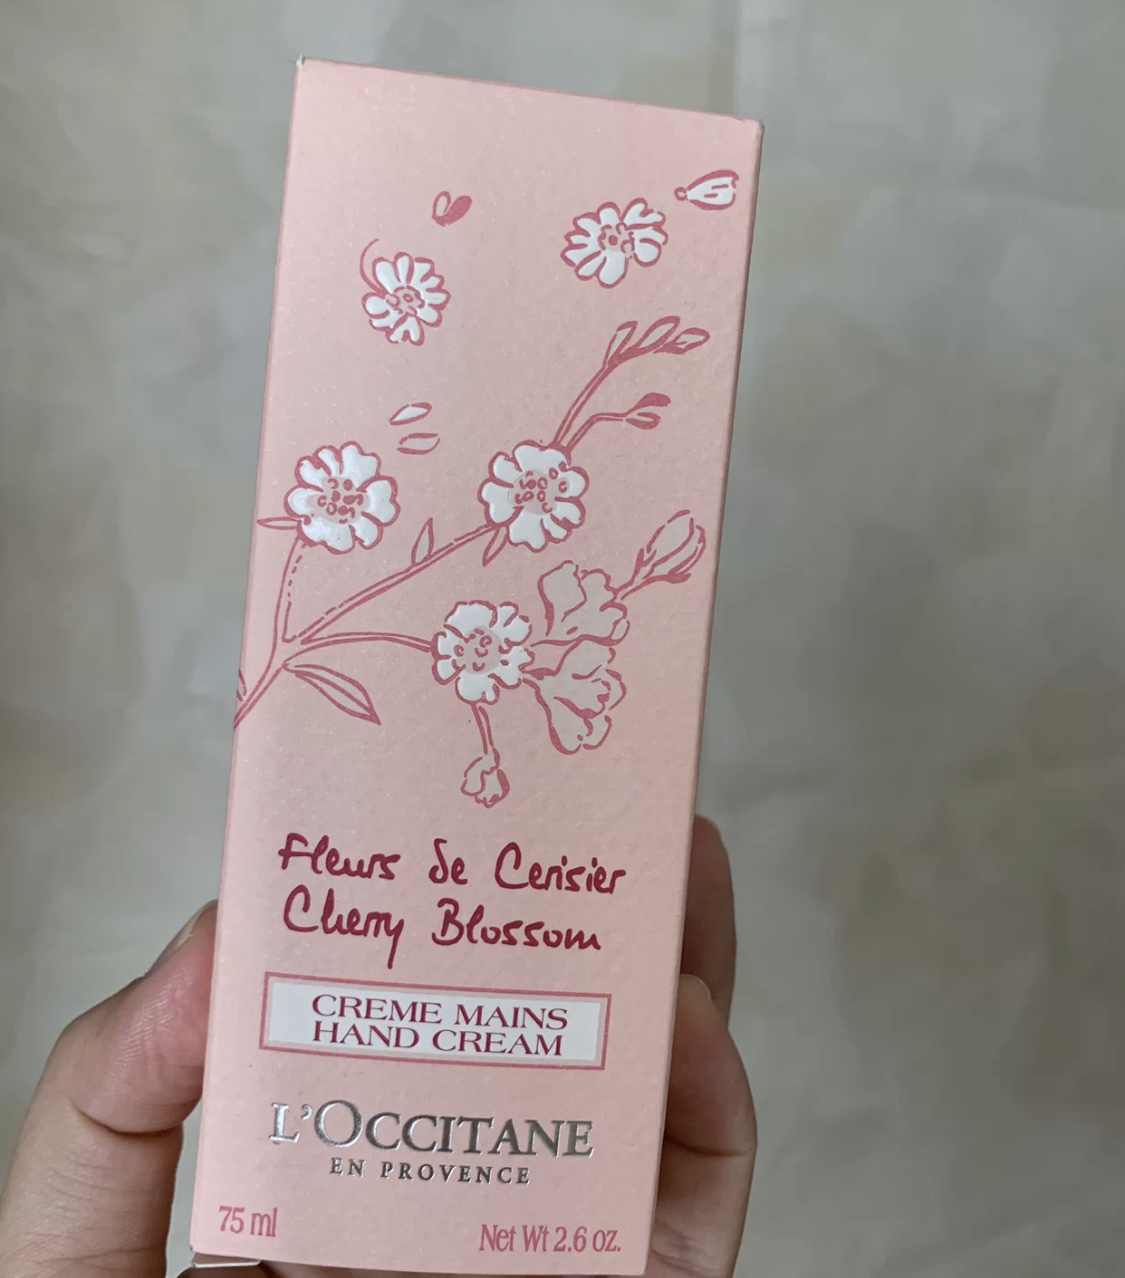 Fleurs de Cerisier
Cherry Blossom
CREME MAINS
HAND CREAM
L'OCCITANE
EN PROVENCE
75 ml
Net Wt 2.6 oz.